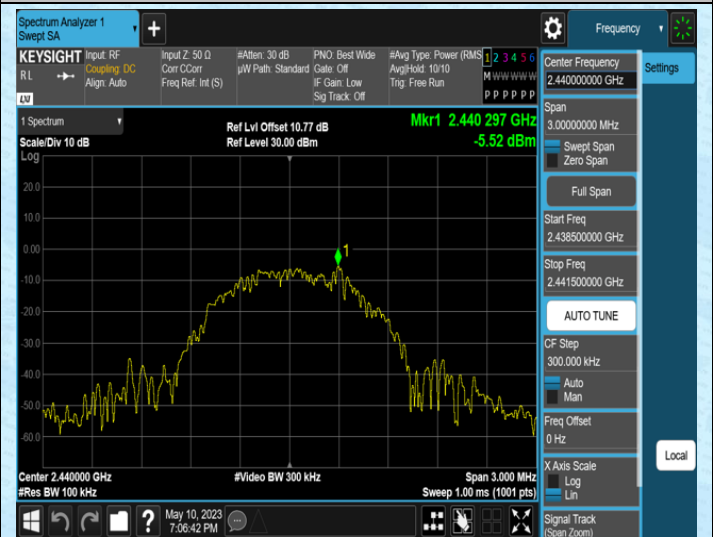 Spectrum Analyzer 1
Swept SA
+
Frequency
KEYSIGHT
RL
LXI
Input: RF
Coupling: DC
Align: Auto
Input Z: 50 Ω
Corr CCorr
Freq Ref: Int (S)
#Atten: 30 dB
µW Path: Standard
PNO: Best Wide
Gate: Off
IF Gain: Low
Sig Track: Off
#Avg Type: Power (RMS
Avg|Hold: 10/10
Trig: Free Run
1 2 3 4 5 6
M W W W W W
P P P P P P
1 Spectrum
Scale/Div 10 dB
Log
Ref Lvl Offset 10.77 dB
Ref Level 30.00 dBm
Mkr1 2.440 297 GHz
-5.52 dBm
1
20.0
10.0
0.00
-10.0
-20.0
-30.0
-40.0
-50.0
-60.0
Center 2.440000 GHz
#Res BW 100 kHz
#Video BW 300 kHz
Span 3.000 MHz
Sweep 1.00 ms (1001 pts)
?
May 10, 2023
7:06:42 PM
Center Frequency
2.440000000 GHz
Span
3.00000000 MHz
Swept Span
Zero Span
Full Span
Start Freq
2.438500000 GHz
Stop Freq
2.441500000 GHz
AUTO TUNE
CF Step
300.000 kHz
Auto
Man
Freq Offset
0 Hz
X Axis Scale
Log
Lin
Signal Track
(Span Zoom)
Settings
Local